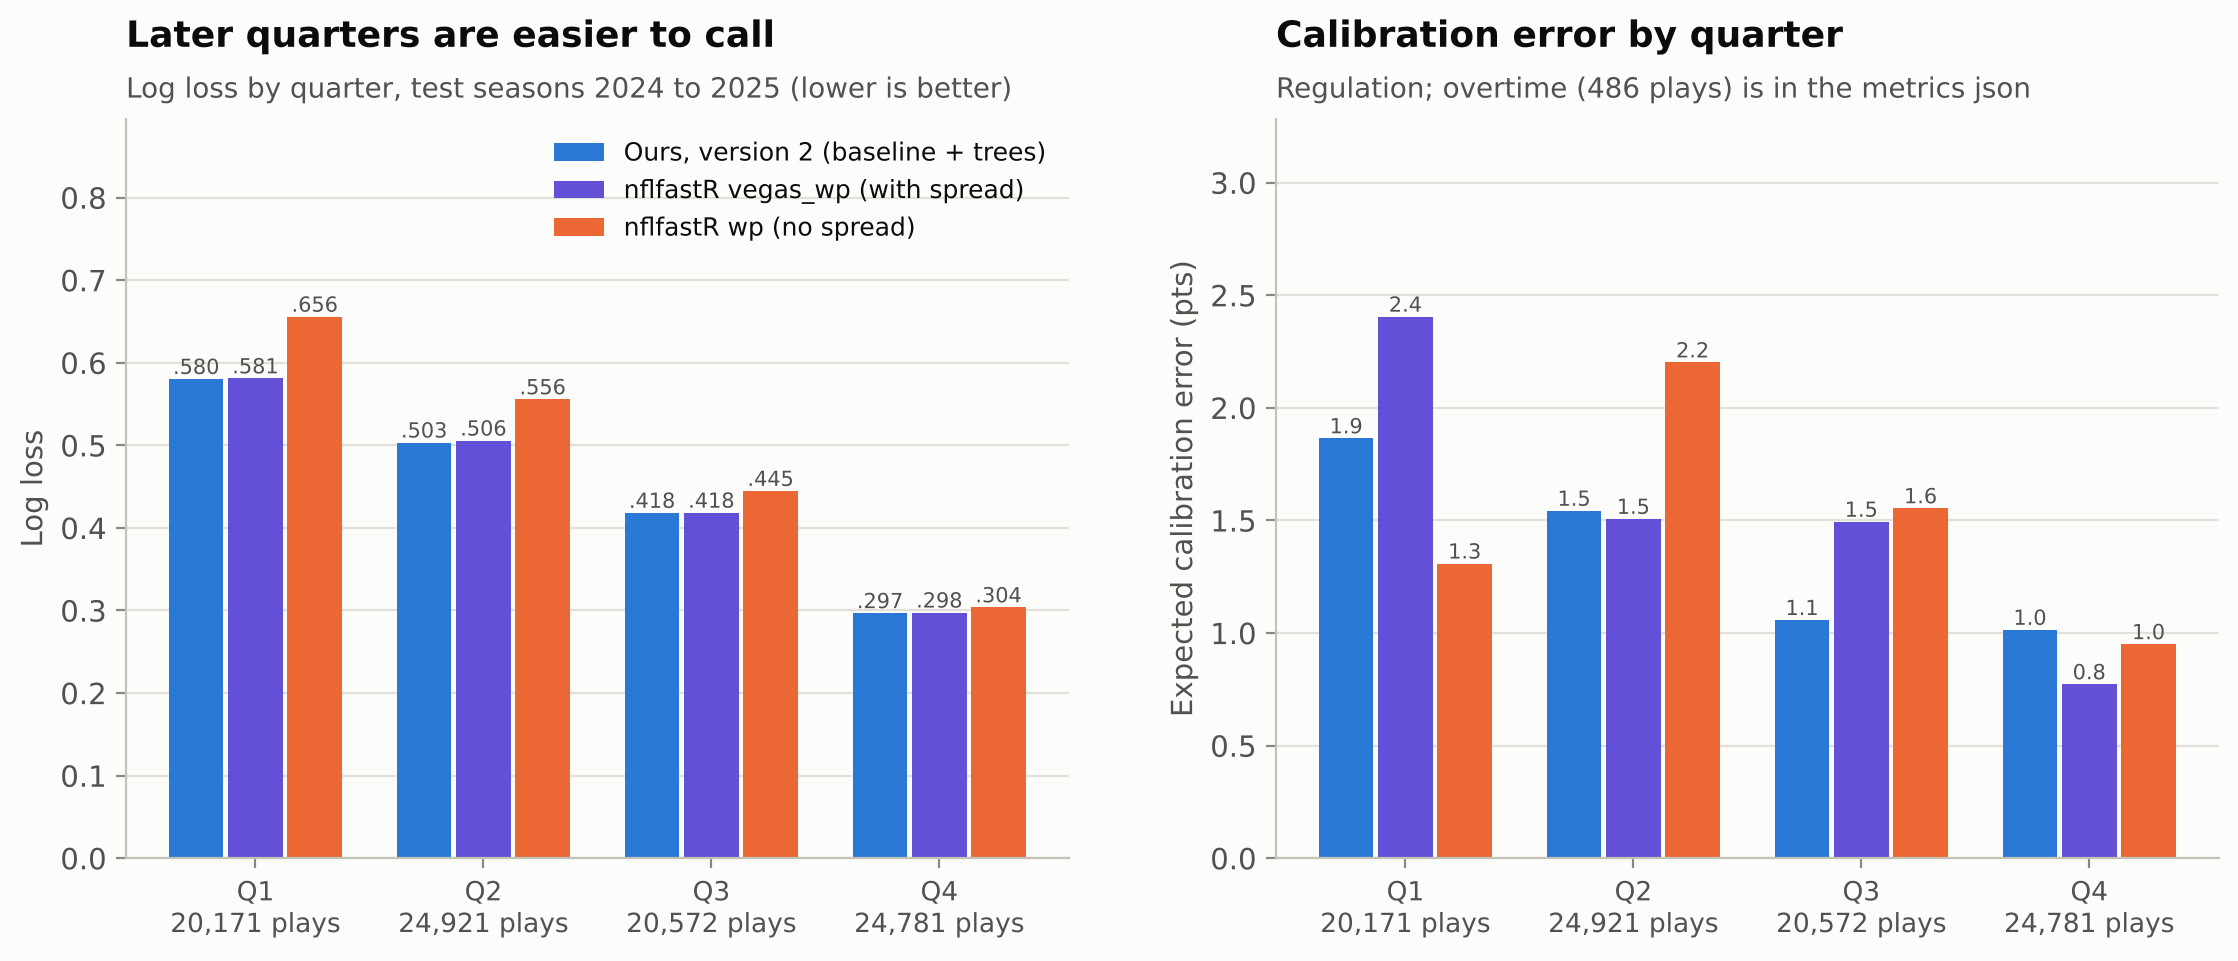 Later quarters are easier to call
Log loss by quarter, test seasons 2024 to 2025 (lower is better)
Ours, version 2 (baseline + trees)
nflfastR vegas_wp (with spread)
nflfastR wp (no spread)
Log loss
0.8
0.7
0.6
0.5
0.4
0.3
0.2
0.1
0.0
.580 .581 .656
.503 .506 .556
.418 .418 .445
.297 .298 .304
Q1 Q2 Q3 Q4
20,171 plays 24,921 plays 20,572 plays 24,781 plays
Calibration error by quarter
Regulation; overtime (486 plays) is in the metrics json
Expected calibration error (pts)
3.0
2.5
2.0
1.5
1.0
0.5
0.0
1.9 2.4 1.3
1.5 1.5 2.2
1.1 1.5 1.6
1.0 0.8 1.0
Q1 Q2 Q3 Q4
20,171 plays 24,921 plays 20,572 plays 24,781 plays